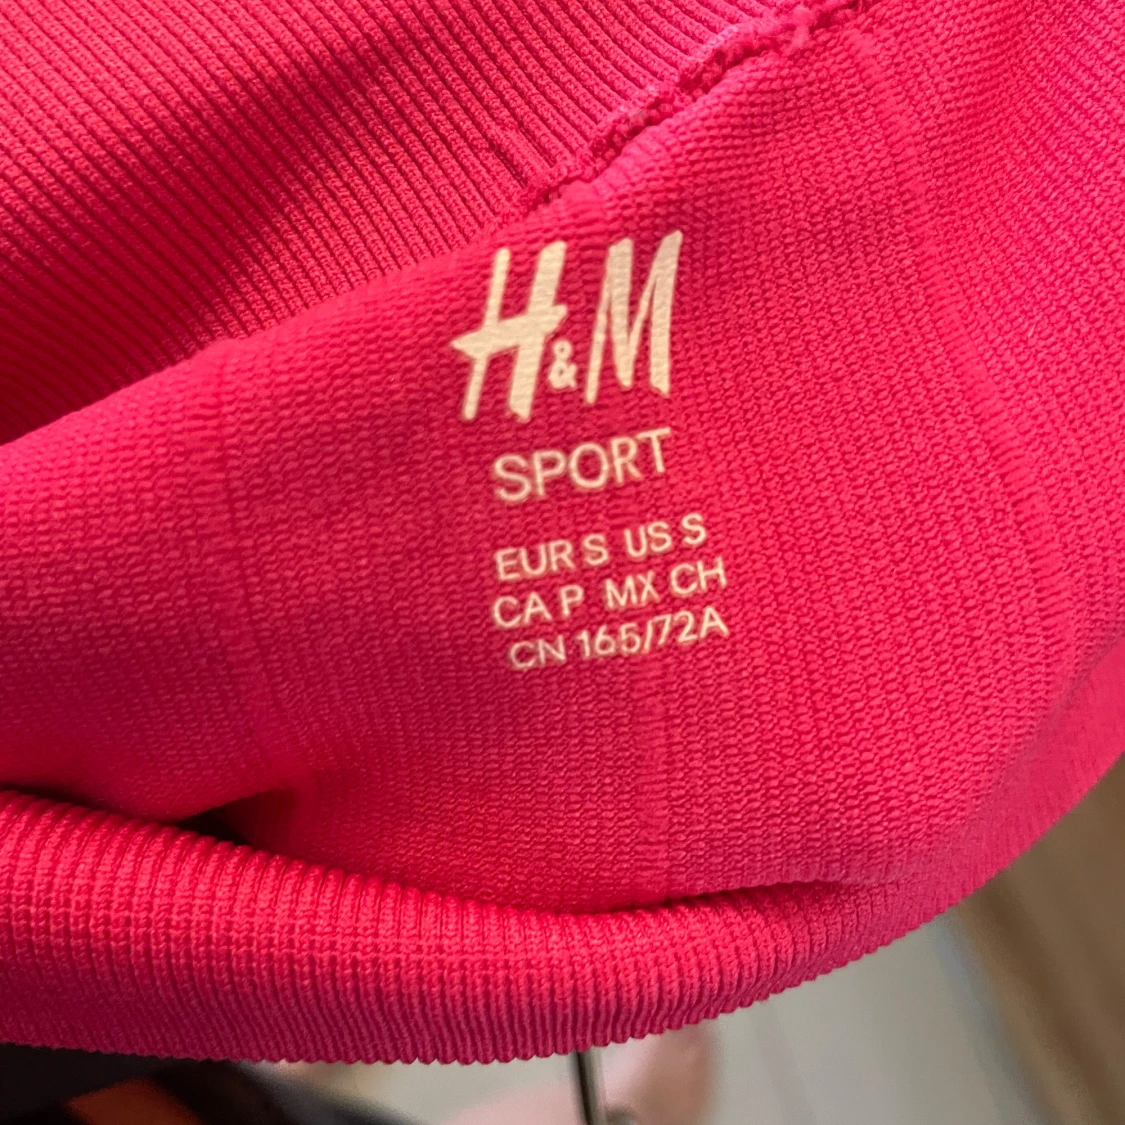 H&M
SPORT
EUR S US S
CA P MX CH
CN 165/72A